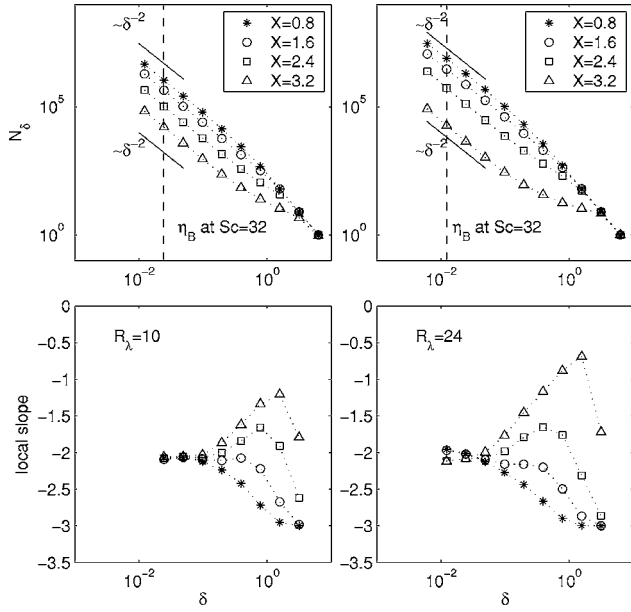 ~δ⁻²
~δ⁻²
X=0.8
X=1.6
X=2.4
X=3.2
N_δ
10⁵
10⁰
η_B at Sc=32
10⁻²
10⁰
~δ⁻²
~δ⁻²
X=0.8
X=1.6
X=2.4
X=3.2
10⁵
10⁰
η_B at Sc=32
10⁻²
10⁰
R_λ=10
local slope
0
−0.5
−1
−1.5
−2
−2.5
−3
−3.5
10⁻²
10⁰
δ
R_λ=24
0
−0.5
−1
−1.5
−2
−2.5
−3
−3.5
10⁻²
10⁰
δ